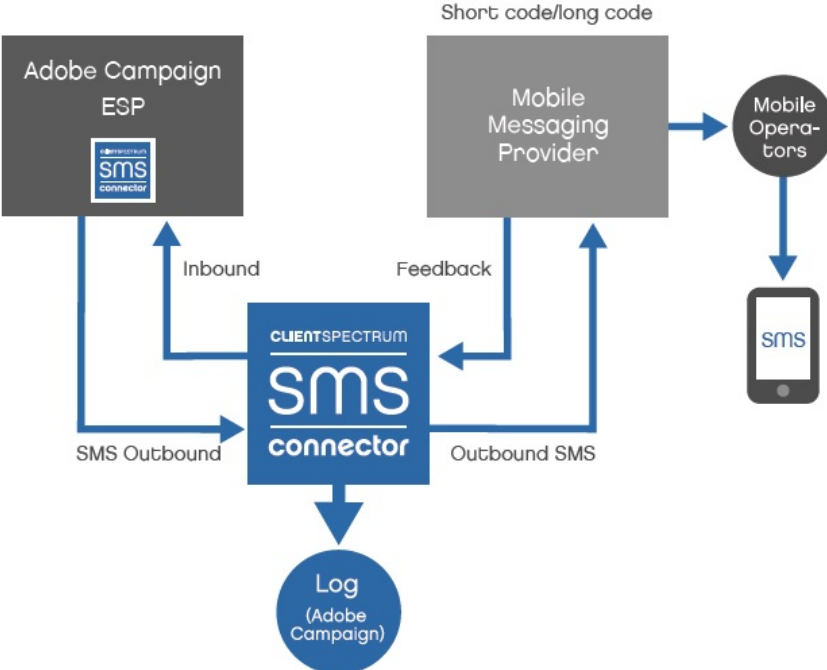 Short code/long code
Adobe Campaign
ESP
CLIENTSPECTRUM
sms
connector
Mobile
Messaging
Provider
Mobile
Opera-
tors
Inbound
Feedback
sms
CLIENTSPECTRUM
sms
connector
SMS Outbound
Outbound SMS
Log
(Adobe
Campaign)